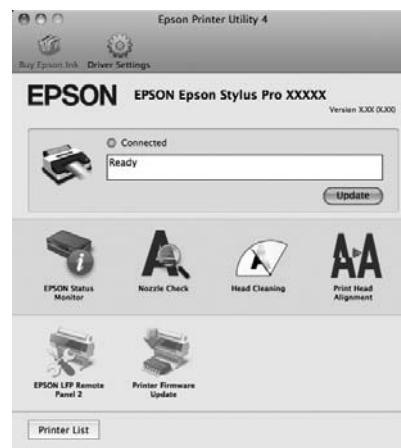 Epson Printer Utility 4
Buy Epson Ink Driver Settings
EPSON EPSON Epson Stylus Pro XXXXX
Version X.XX (X.XX)
Connected
Ready
Update
EPSON Status Monitor
Nozzle Check
Head Cleaning
Print Head Alignment
EPSON LFP Remote Panel 2
Printer Firmware Update
Printer List